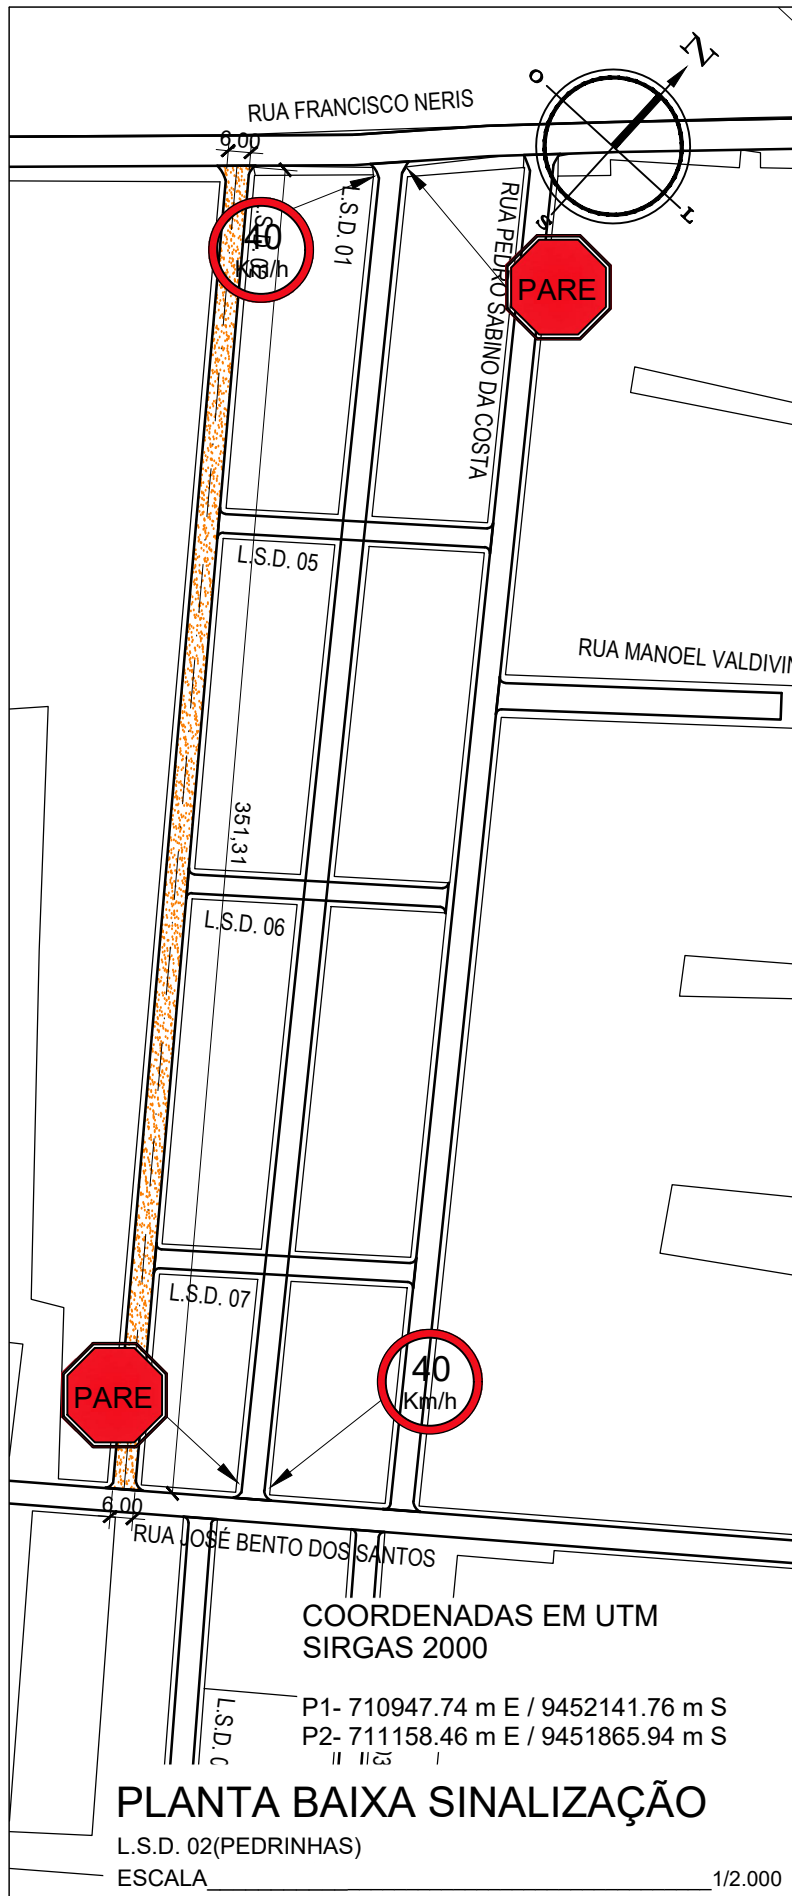 N
O
RUA FRANCISCO NERIS
6,00
L
S
L.S.D. 01
40
Km/h
RUA PEDRO SABINO DA COSTA
PARE
L.S.D. 05
RUA MANOEL VALDIVIN
351,31
L.S.D. 06
L.S.D. 07
40
Km/h
PARE
6,00
RUA JOSÉ BENTO DOS SANTOS
COORDENADAS EM UTM
SIRGAS 2000
P1- 710947.74 m E / 9452141.76 m S
P2- 711158.46 m E / 9451865.94 m S
L.S.D.
PLANTA BAIXA SINALIZAÇÃO
L.S.D. 02(PEDRINHAS)
ESCALA 1/2.000